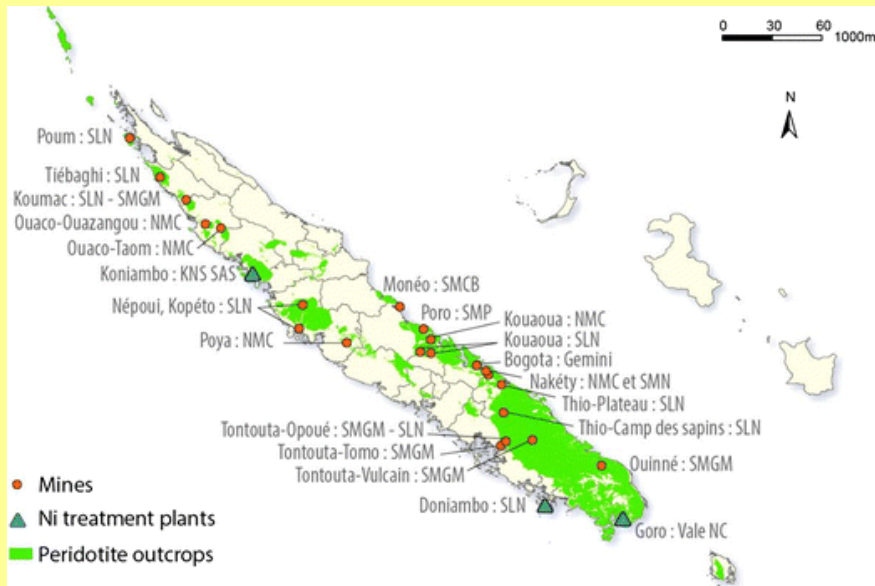 0 30 60
1000m
N
Poum : SLN
Tiébaghi : SLN
Koumac : SLN - SMGM
Ouaco-Ouazangou : NMC
Ouaco-Taom : NMC
Koniambo : KNS SAS
Népoui, Kopéto : SLN
Poya : NMC
Monéo : SMCB
Poro : SMP
Kouaoua : NMC
Kouaoua : SLN
Bogota : Gemini
Nakéty : NMC et SMN
Thio-Plateau : SLN
Thio-Camp des sapins : SLN
Tontouta-Opoué : SMGM - SLN
Tontouta-Tomo : SMGM
Tontouta-Vulcain : SMGM
Ouinné : SMGM
Doniambo : SLN
Goro : Vale NC
Mines
Ni treatment plants
Peridotite outcrops